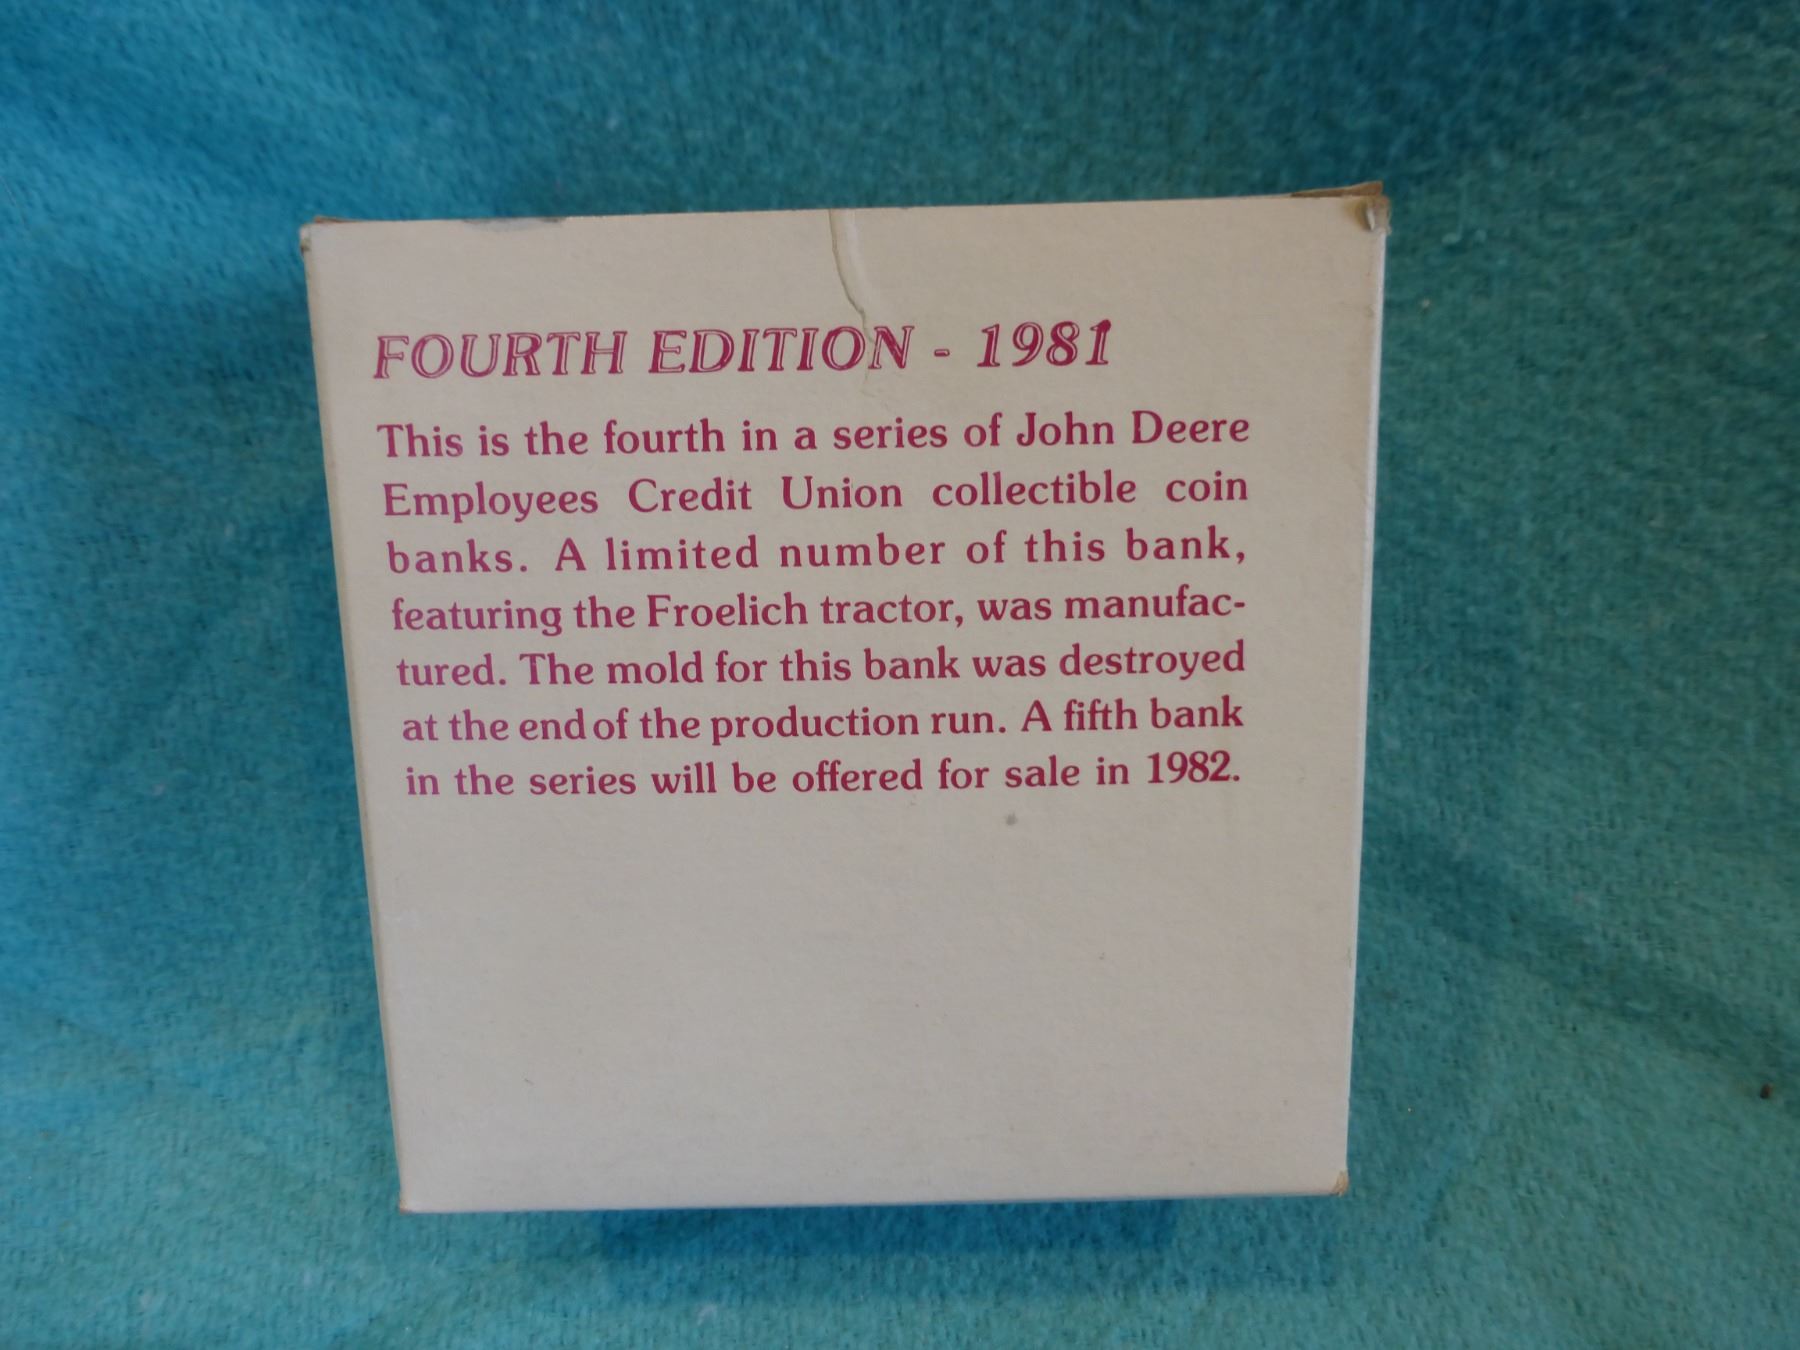 FOURTH EDITION - 1981
This is the fourth in a series of John Deere
Employees Credit Union collectible coin
banks. A limited number of this bank,
featuring the Froelich tractor, was manufac-
tured. The mold for this bank was destroyed
at the end of the production run. A fifth bank
in the series will be offered for sale in 1982.